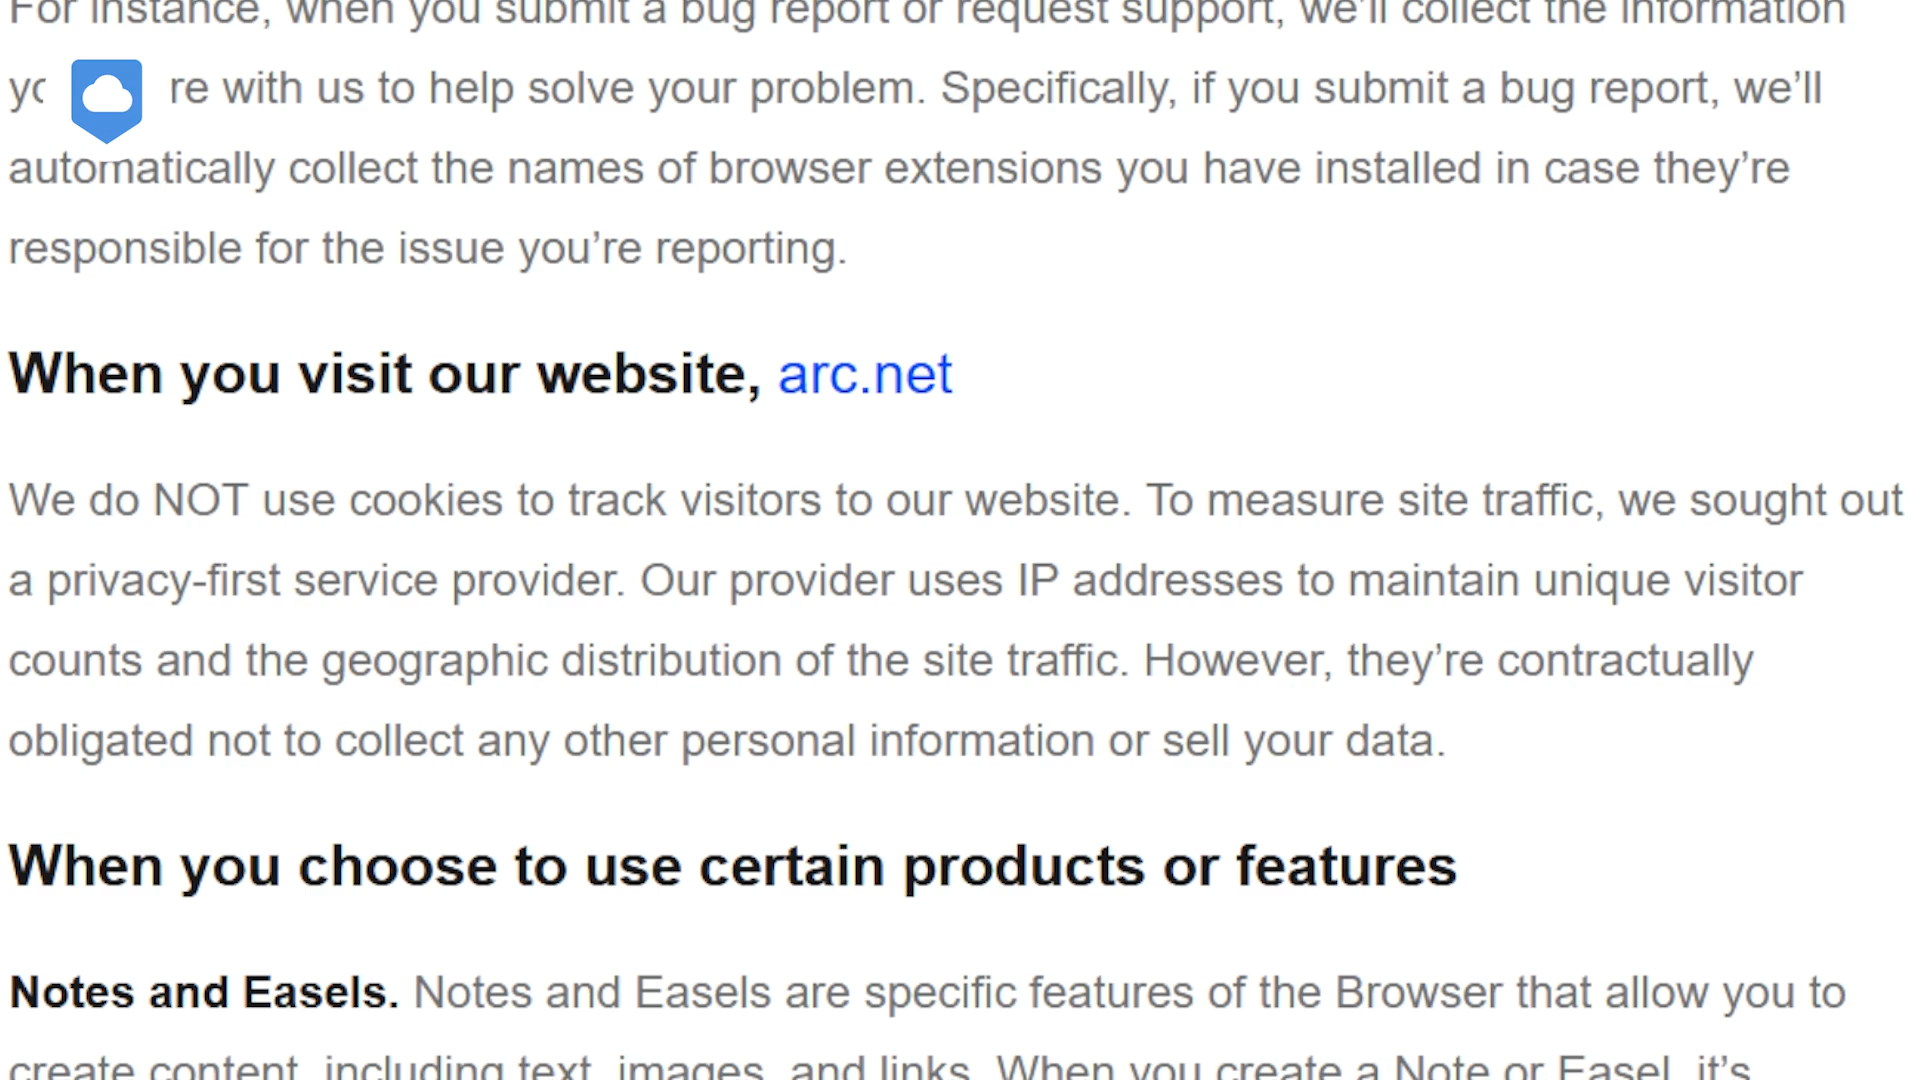 For instance, when you submit a bug report or request support, we’ll collect the information
re with us to help solve your problem. Specifically, if you submit a bug report, we’ll
automatically collect the names of browser extensions you have installed in case they’re
responsible for the issue you’re reporting.
When you visit our website, arc.net
We do NOT use cookies to track visitors to our website. To measure site traffic, we sought out
a privacy-first service provider. Our provider uses IP addresses to maintain unique visitor
counts and the geographic distribution of the site traffic. However, they’re contractually
obligated not to collect any other personal information or sell your data.
When you choose to use certain products or features
Notes and Easels. Notes and Easels are specific features of the Browser that allow you to
create content, including text, images, and links. When you create a Note or Easel, it’s